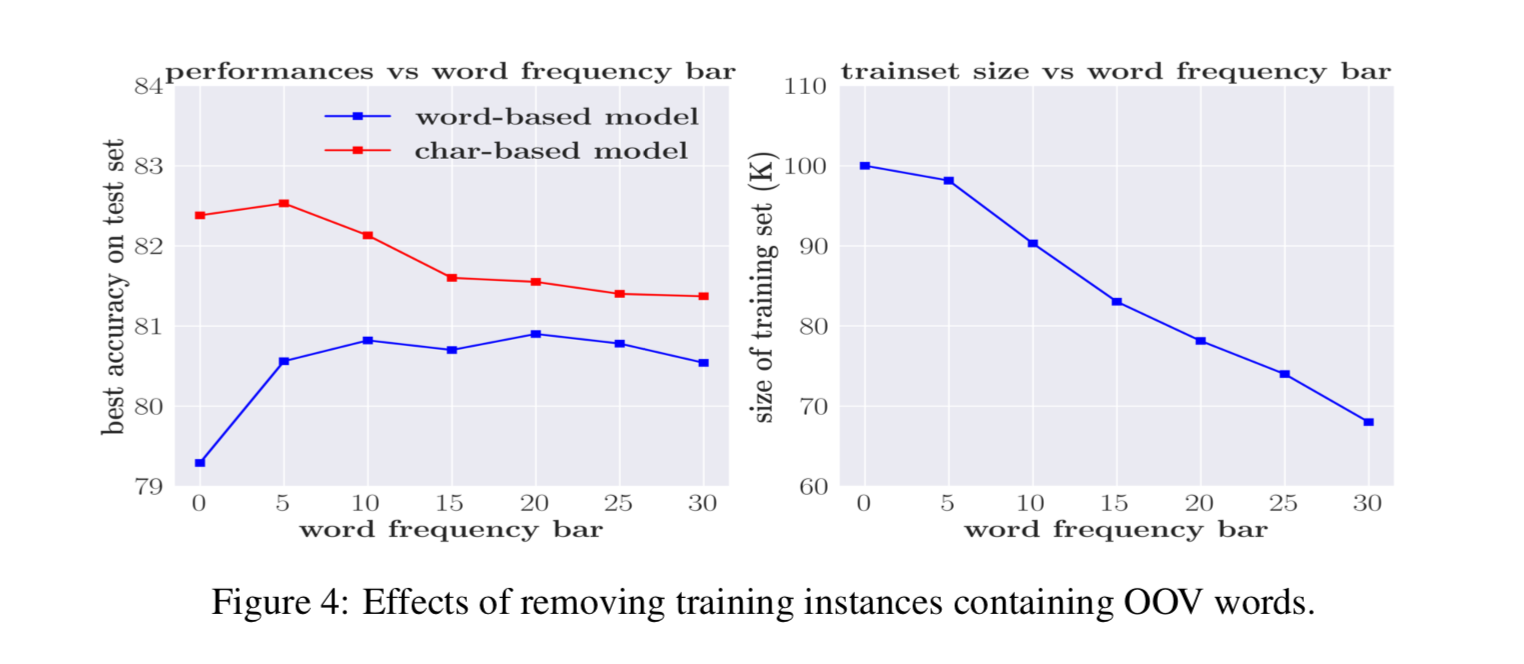 performances vs word frequency bar
84
83
82
81
80
79
best accuracy on test set
word-based model
char-based model
0 5 10 15 20 25 30
word frequency bar
trainset size vs word frequency bar
110
100
90
80
70
60
size of training set (K)
0 5 10 15 20 25 30
word frequency bar
Figure 4: Effects of removing training instances containing OOV words.